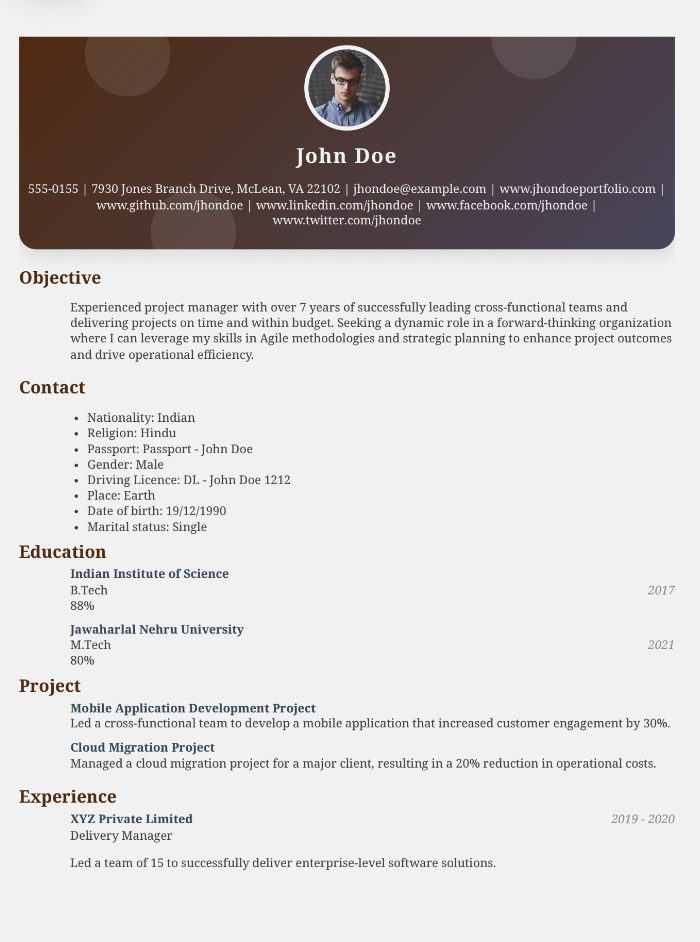 John Doe
555-0155 | 7930 Jones Branch Drive, McLean, VA 22102 | jhondoe@example.com | www.jhondoeportfolio.com |
www.github.com/jhondoe | www.linkedin.com/jhondoe | www.facebook.com/jhondoe |
www.twitter.com/jhondoe
Objective
Experienced project manager with over 7 years of successfully leading cross-functional teams and
delivering projects on time and within budget. Seeking a dynamic role in a forward-thinking organization
where I can leverage my skills in Agile methodologies and strategic planning to enhance project outcomes
and drive operational efficiency.
Contact
• Nationality: Indian
• Religion: Hindu
• Passport: Passport - John Doe
• Gender: Male
• Driving Licence: DL - John Doe 1212
• Place: Earth
• Date of birth: 19/12/1990
• Marital status: Single
Education
Indian Institute of Science
B.Tech 2017
88%
Jawaharlal Nehru University
M.Tech 2021
80%
Project
Mobile Application Development Project
Led a cross-functional team to develop a mobile application that increased customer engagement by 30%.
Cloud Migration Project
Managed a cloud migration project for a major client, resulting in a 20% reduction in operational costs.
Experience
XYZ Private Limited 2019 - 2020
Delivery Manager
Led a team of 15 to successfully deliver enterprise-level software solutions.